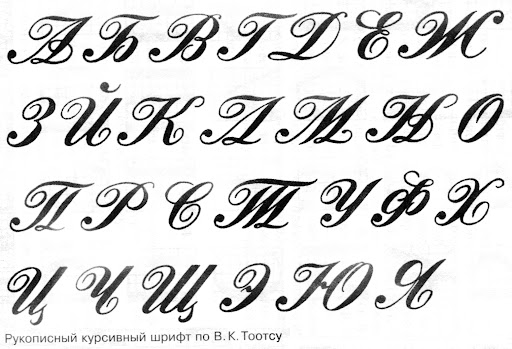 А Б В Г Д Е Ж
З Й К Л М Н О
П Р С Т У Ф Х
Ц Ч Щ Э Ю Я
Рукописный курсивный шрифт по В. К. Тоотсу